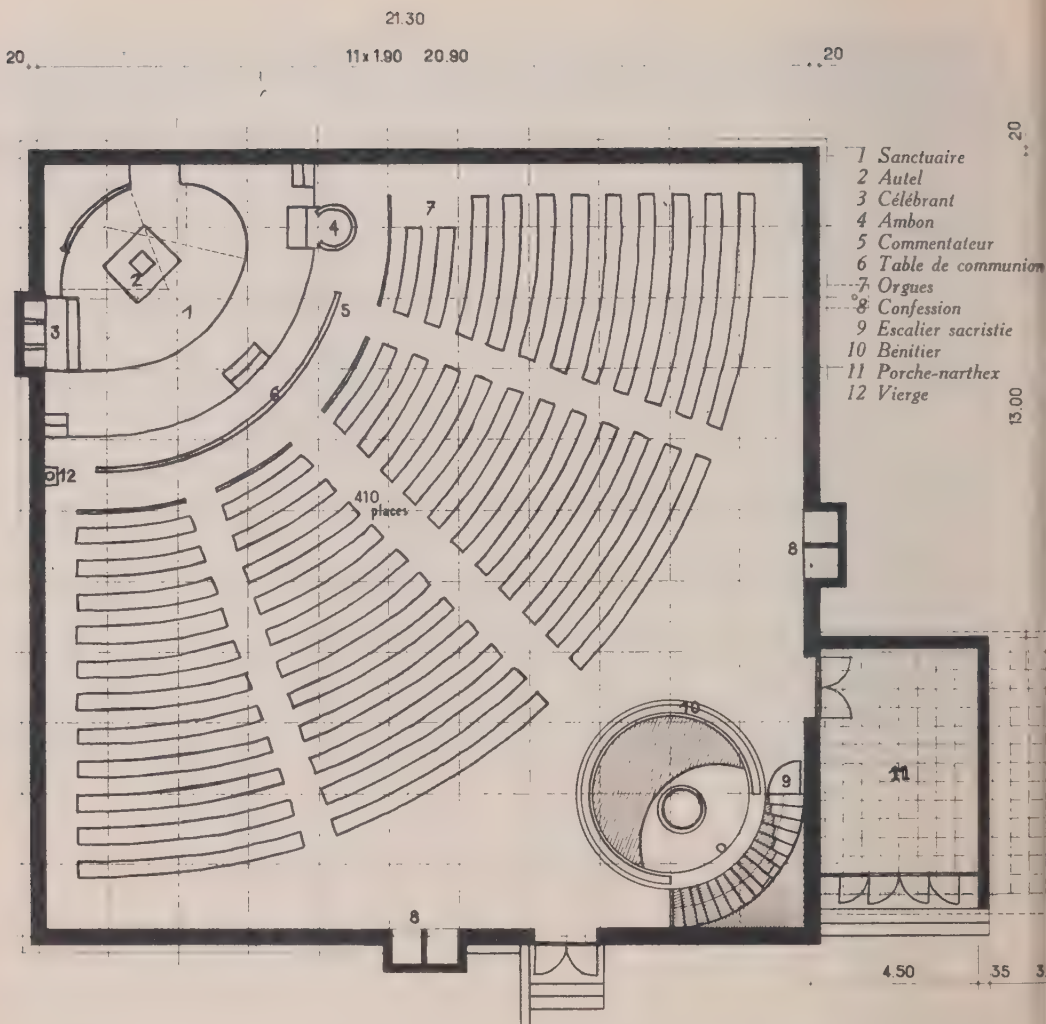 21.30
20
11x1.90 20.90
20
20
1 Sanctuaire
2 Autel
3 Célébrant
4 Ambon
5 Commentateur
6 Table de communion
7 Orgues
8 Confession
9 Escalier sacristie
10 Bénitier
11 Porche-narthex
12 Vierge
13.00
7
4
2
1
3
5
6
12
410
places
8
10
9
11
8
4.50 35